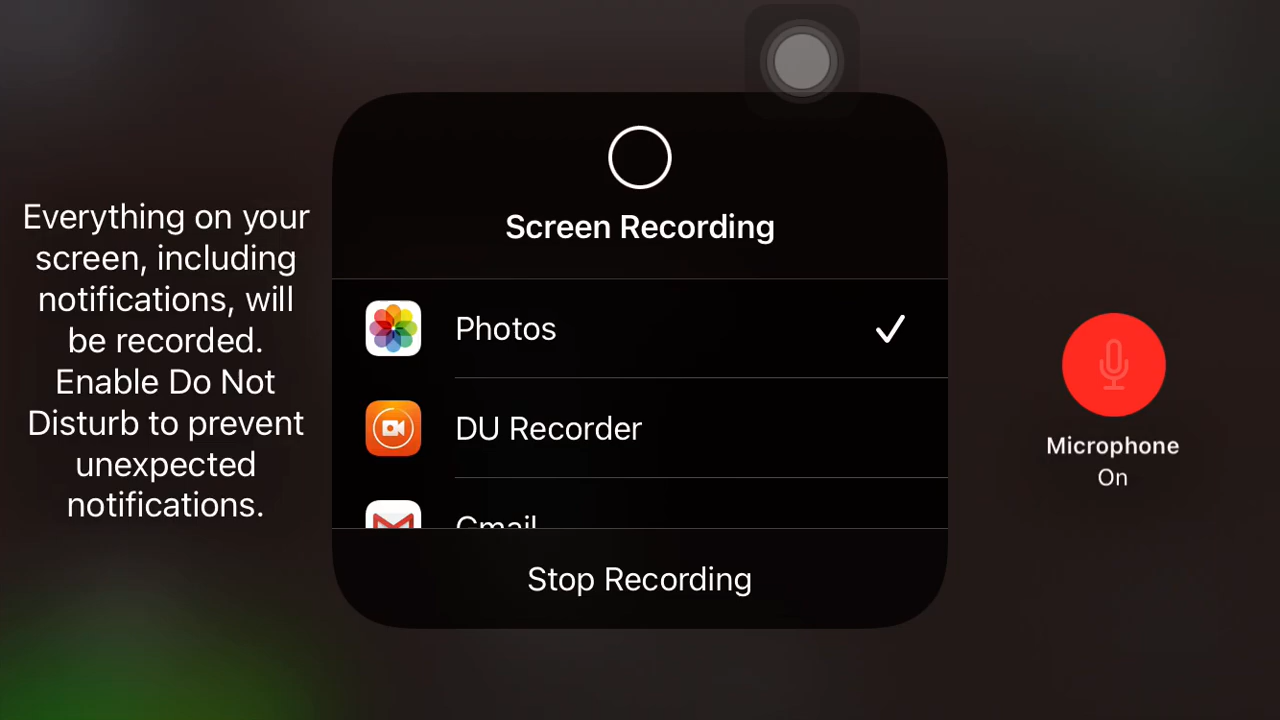 Everything on your
screen, including
notifications, will
be recorded.
Enable Do Not
Disturb to prevent
unexpected
notifications.
Screen Recording
Photos
DU Recorder
Gmail
Stop Recording
Microphone
On